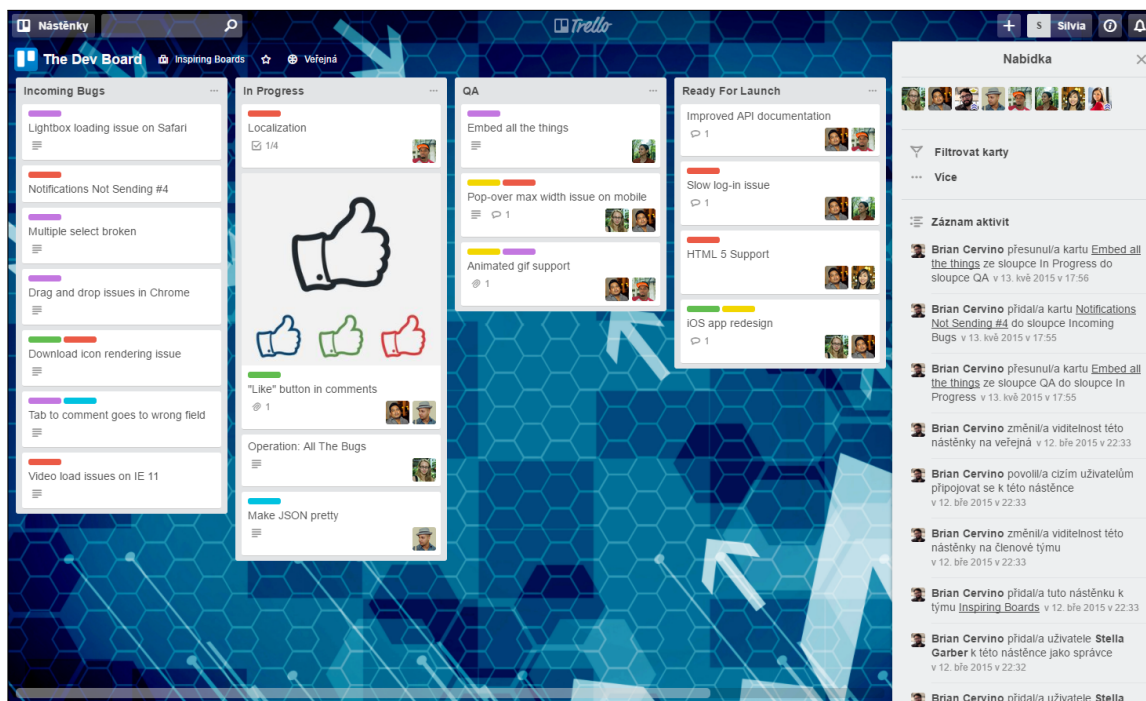 Nástěnky
Trello
S Silvia
The Dev Board Inspiring Boards Veřejná
Incoming Bugs
Lightbox loading issue on Safari
Notifications Not Sending #4
Multiple select broken
Drag and drop issues in Chrome
Download icon rendering issue
Tab to comment goes to wrong field
Video load issues on IE 11
In Progress
Localization
1/4
"Like" button in comments
1
Operation: All The Bugs
Make JSON pretty
QA
Embed all the things
Pop-over max width issue on mobile
1
Animated gif support
1
Ready For Launch
Improved API documentation
1
Slow log-in issue
1
HTML 5 Support
iOS app redesign
1
Nabídka
Filtrovat karty
Více
Záznam aktivit
Brian Cervino přesunul/a kartu Embed all
the things ze sloupce In Progress do
sloupce QA v 13. kvě 2015 v 17:56
Brian Cervino přidal/a kartu Notifications
Not Sending #4 do sloupce Incoming
Bugs v 13. kvě 2015 v 17:55
Brian Cervino přesunul/a kartu Embed all
the things ze sloupce QA do sloupce In
Progress v 13. kvě 2015 v 17:55
Brian Cervino změnil/a viditelnost této
nástěnky na veřejná v 12. bře 2015 v 22:33
Brian Cervino povolil/a cizím uživatelům
připojovat se k této nástěnce
v 12. bře 2015 v 22:33
Brian Cervino změnil/a viditelnost této
nástěnky na členové týmu
v 12. bře 2015 v 22:33
Brian Cervino přidal/a tuto nástěnku k
týmu Inspiring Boards v 12. bře 2015 v 22:33
Brian Cervino přidal/a uživatele Stella
Garber k této nástěnce jako správce
v 12. bře 2015 v 22:32
Brian Cervino přidal/a uživatele Stella